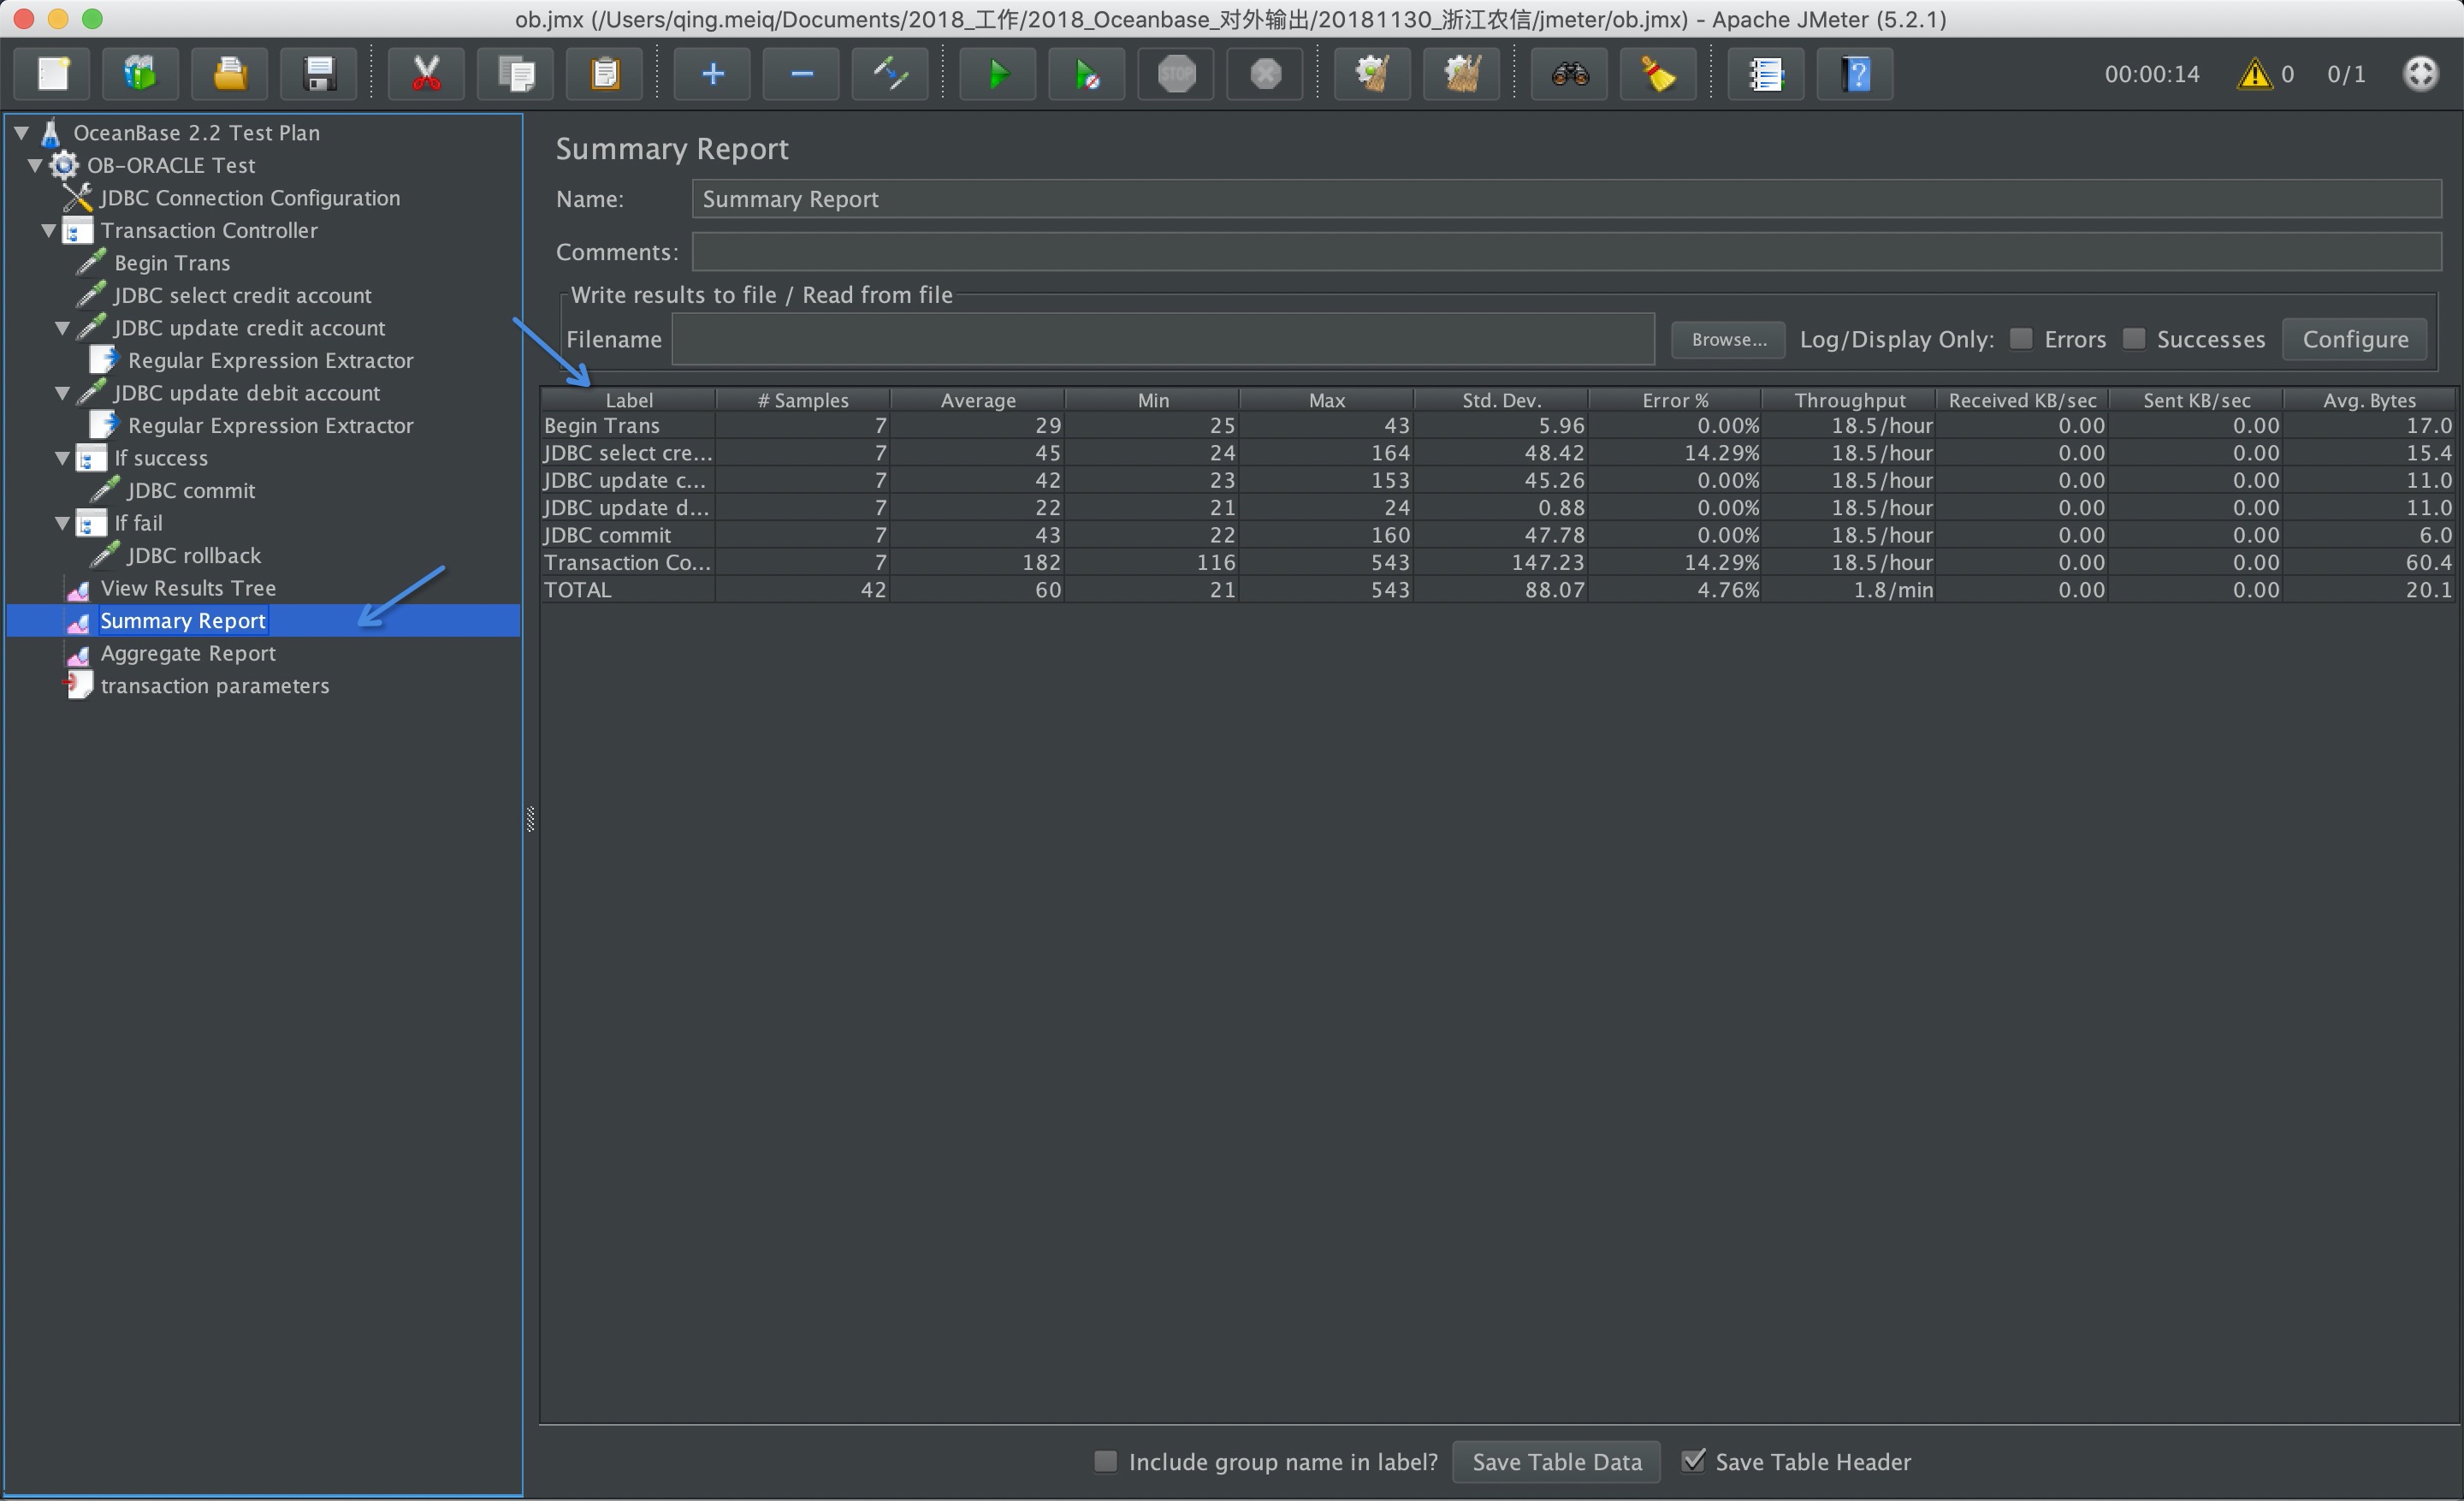 ob.jmx (/Users/qing.meiq/Documents/2018_工作/2018_Oceanbase_对外输出/20181130_浙江农信/jmeter/ob.jmx) - Apache JMeter (5.2.1)
STOP 00:00:14 0 0/1
OceanBase 2.2 Test Plan
OB-ORACLE Test
JDBC Connection Configuration
Transaction Controller
Begin Trans
JDBC select credit account
JDBC update credit account
Regular Expression Extractor
JDBC update debit account
Regular Expression Extractor
If success
JDBC commit
If fail
JDBC rollback
View Results Tree
Summary Report
Aggregate Report
transaction parameters
Summary Report
Name: Summary Report
Comments:
Write results to file / Read from file
Filename Browse... Log/Display Only: Errors Successes Configure
Label # Samples Average Min Max Std. Dev. Error % Throughput Received KB/sec Sent KB/sec Avg. Bytes
Begin Trans 7 29 25 43 5.96 0.00% 18.5/hour 0.00 0.00 17.0
JDBC select cre... 7 45 24 164 48.42 14.29% 18.5/hour 0.00 0.00 15.4
JDBC update c... 7 42 23 153 45.26 0.00% 18.5/hour 0.00 0.00 11.0
JDBC update d... 7 22 21 24 0.88 0.00% 18.5/hour 0.00 0.00 11.0
JDBC commit 7 43 22 160 47.78 0.00% 18.5/hour 0.00 0.00 6.0
Transaction Co... 7 182 116 543 147.23 14.29% 18.5/hour 0.00 0.00 60.4
TOTAL 42 60 21 543 88.07 4.76% 1.8/min 0.00 0.00 20.1
Include group name in label? Save Table Data Save Table Header